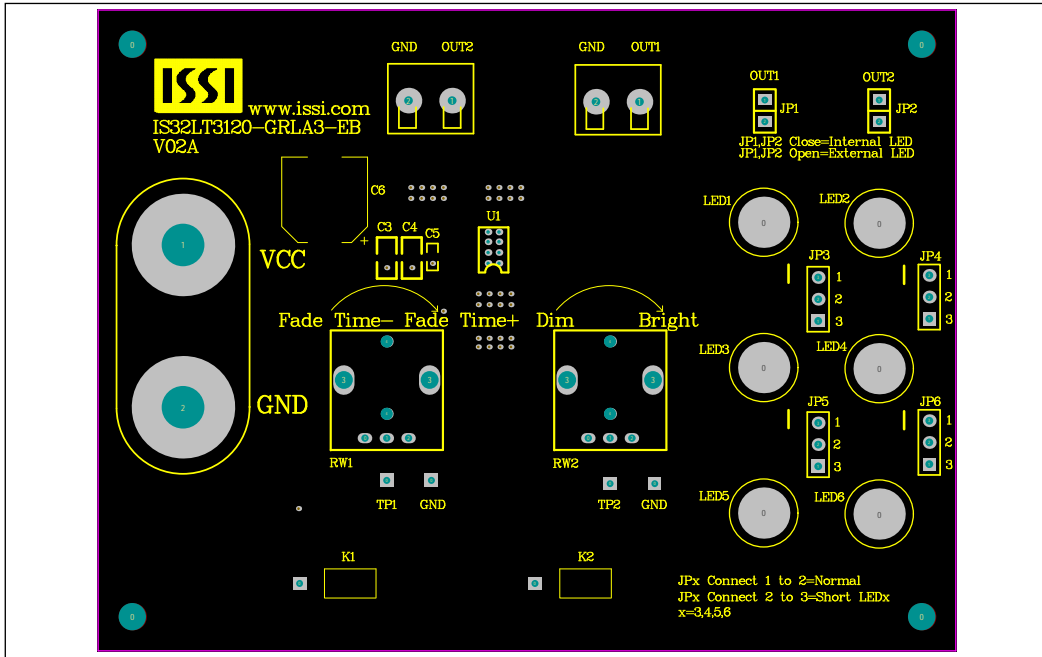 GND OUT2
GND OUT1
OUT1
OUT2
ISSI
www.issi.com
IS32LT3120-GRLA3-EB
V02A
JP1
JP2
JP1,JP2 Close=Internal LED
JP1,JP2 Open=External LED
C6
C3
C4
C5
U1
+
VCC
LED1
LED2
JP3
1
2
3
JP4
1
2
3
Fade Time- Fade Time+
Dim Bright
GND
RW1
RW2
LED3
LED4
JP5
1
2
3
JP6
1
2
3
TP1 GND
TP2 GND
LED5
LED6
K1
K2
JPx Connect 1 to 2=Normal
JPx Connect 2 to 3=Short LEDx
x=3,4,5,6